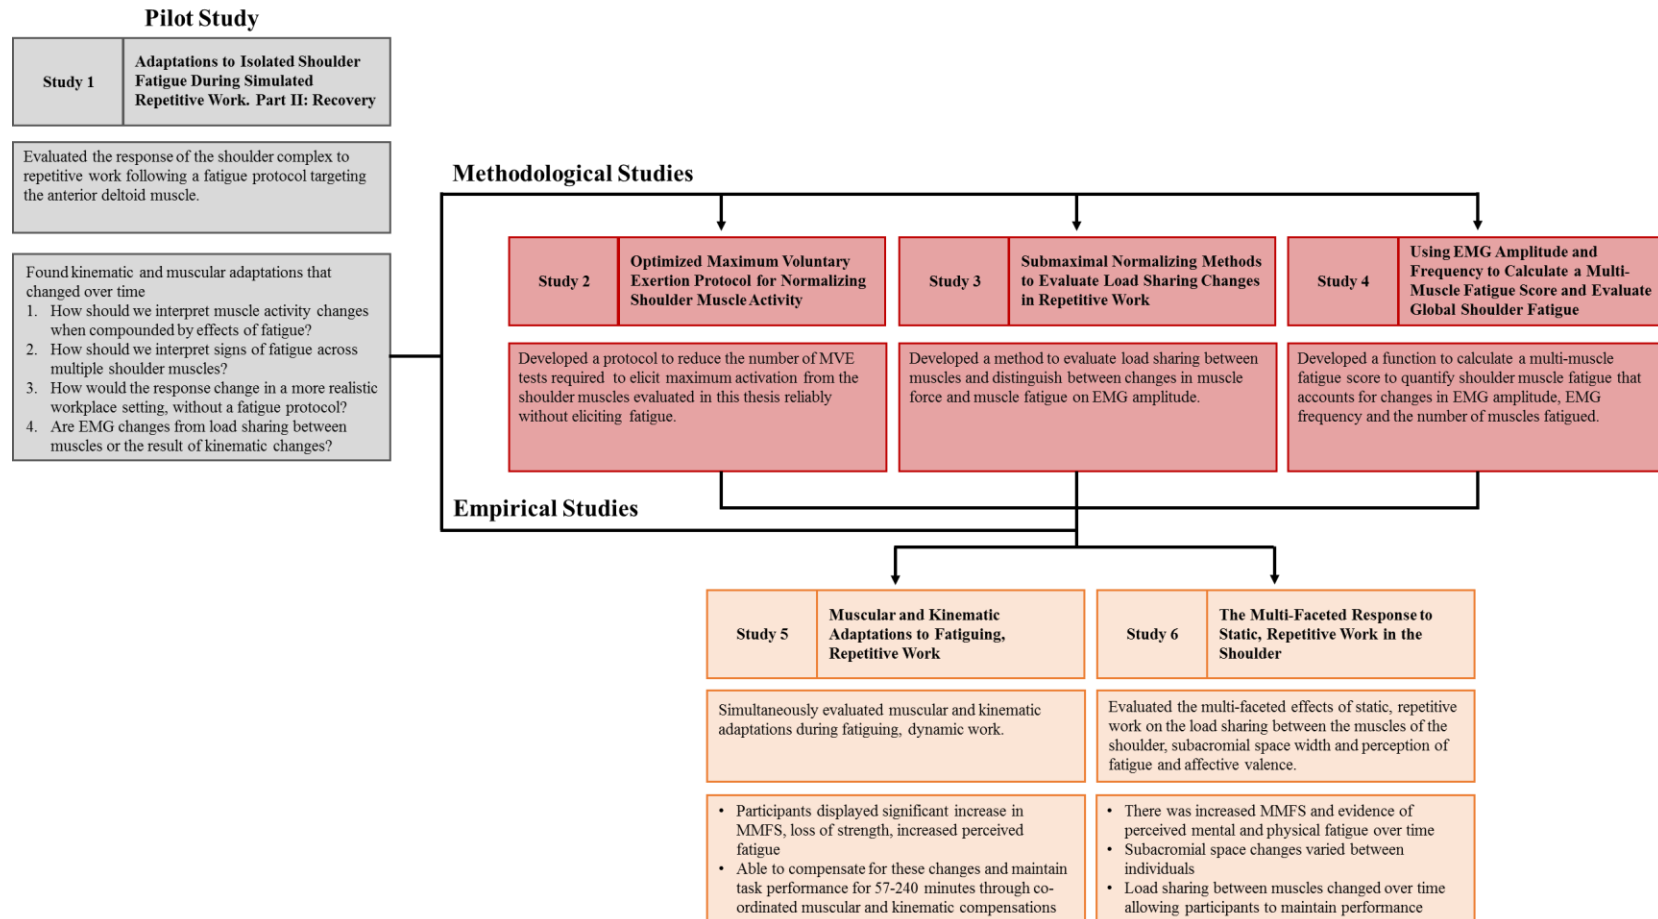 Pilot Study
Study 1
Adaptations to Isolated Shoulder
Fatigue During Simulated
Repetitive Work. Part II: Recovery
Evaluated the response of the shoulder complex to
repetitive work following a fatigue protocol targeting
the anterior deltoid muscle.
Found kinematic and muscular adaptations that
changed over time
1. How should we interpret muscle activity changes
when compounded by effects of fatigue?
2. How should we interpret signs of fatigue across
multiple shoulder muscles?
3. How would the response change in a more realistic
workplace setting, without a fatigue protocol?
4. Are EMG changes from load sharing between
muscles or the result of kinematic changes?
Methodological Studies
Study 2
Optimized Maximum Voluntary
Exertion Protocol for Normalizing
Shoulder Muscle Activity
Developed a protocol to reduce the number of MVE
tests required to elicit maximum activation from the
shoulder muscles evaluated in this thesis reliably
without eliciting fatigue.
Study 3
Submaximal Normalizing Methods
to Evaluate Load Sharing Changes
in Repetitive Work
Developed a method to evaluate load sharing between
muscles and distinguish between changes in muscle
force and muscle fatigue on EMG amplitude.
Study 4
Using EMG Amplitude and
Frequency to Calculate a Multi-
Muscle Fatigue Score and Evaluate
Global Shoulder Fatigue
Developed a function to calculate a multi-muscle
fatigue score to quantify shoulder muscle fatigue that
accounts for changes in EMG amplitude, EMG
frequency and the number of muscles fatigued.
Empirical Studies
Study 5
Muscular and Kinematic
Adaptations to Fatiguing,
Repetitive Work
Simultaneously evaluated muscular and kinematic
adaptations during fatiguing, dynamic work.
• Participants displayed significant increase in
MMFS, loss of strength, increased perceived
fatigue
• Able to compensate for these changes and maintain
task performance for 57-240 minutes through co-
ordinated muscular and kinematic compensations
Study 6
The Multi-Faceted Response to
Static, Repetitive Work in the
Shoulder
Evaluated the multi-faceted effects of static, repetitive
work on the load sharing between the muscles of the
shoulder, subacromial space width and perception of
fatigue and affective valence.
• There was increased MMFS and evidence of
perceived mental and physical fatigue over time
• Subacromial space changes varied between
individuals
• Load sharing between muscles changed over time
allowing participants to maintain performance